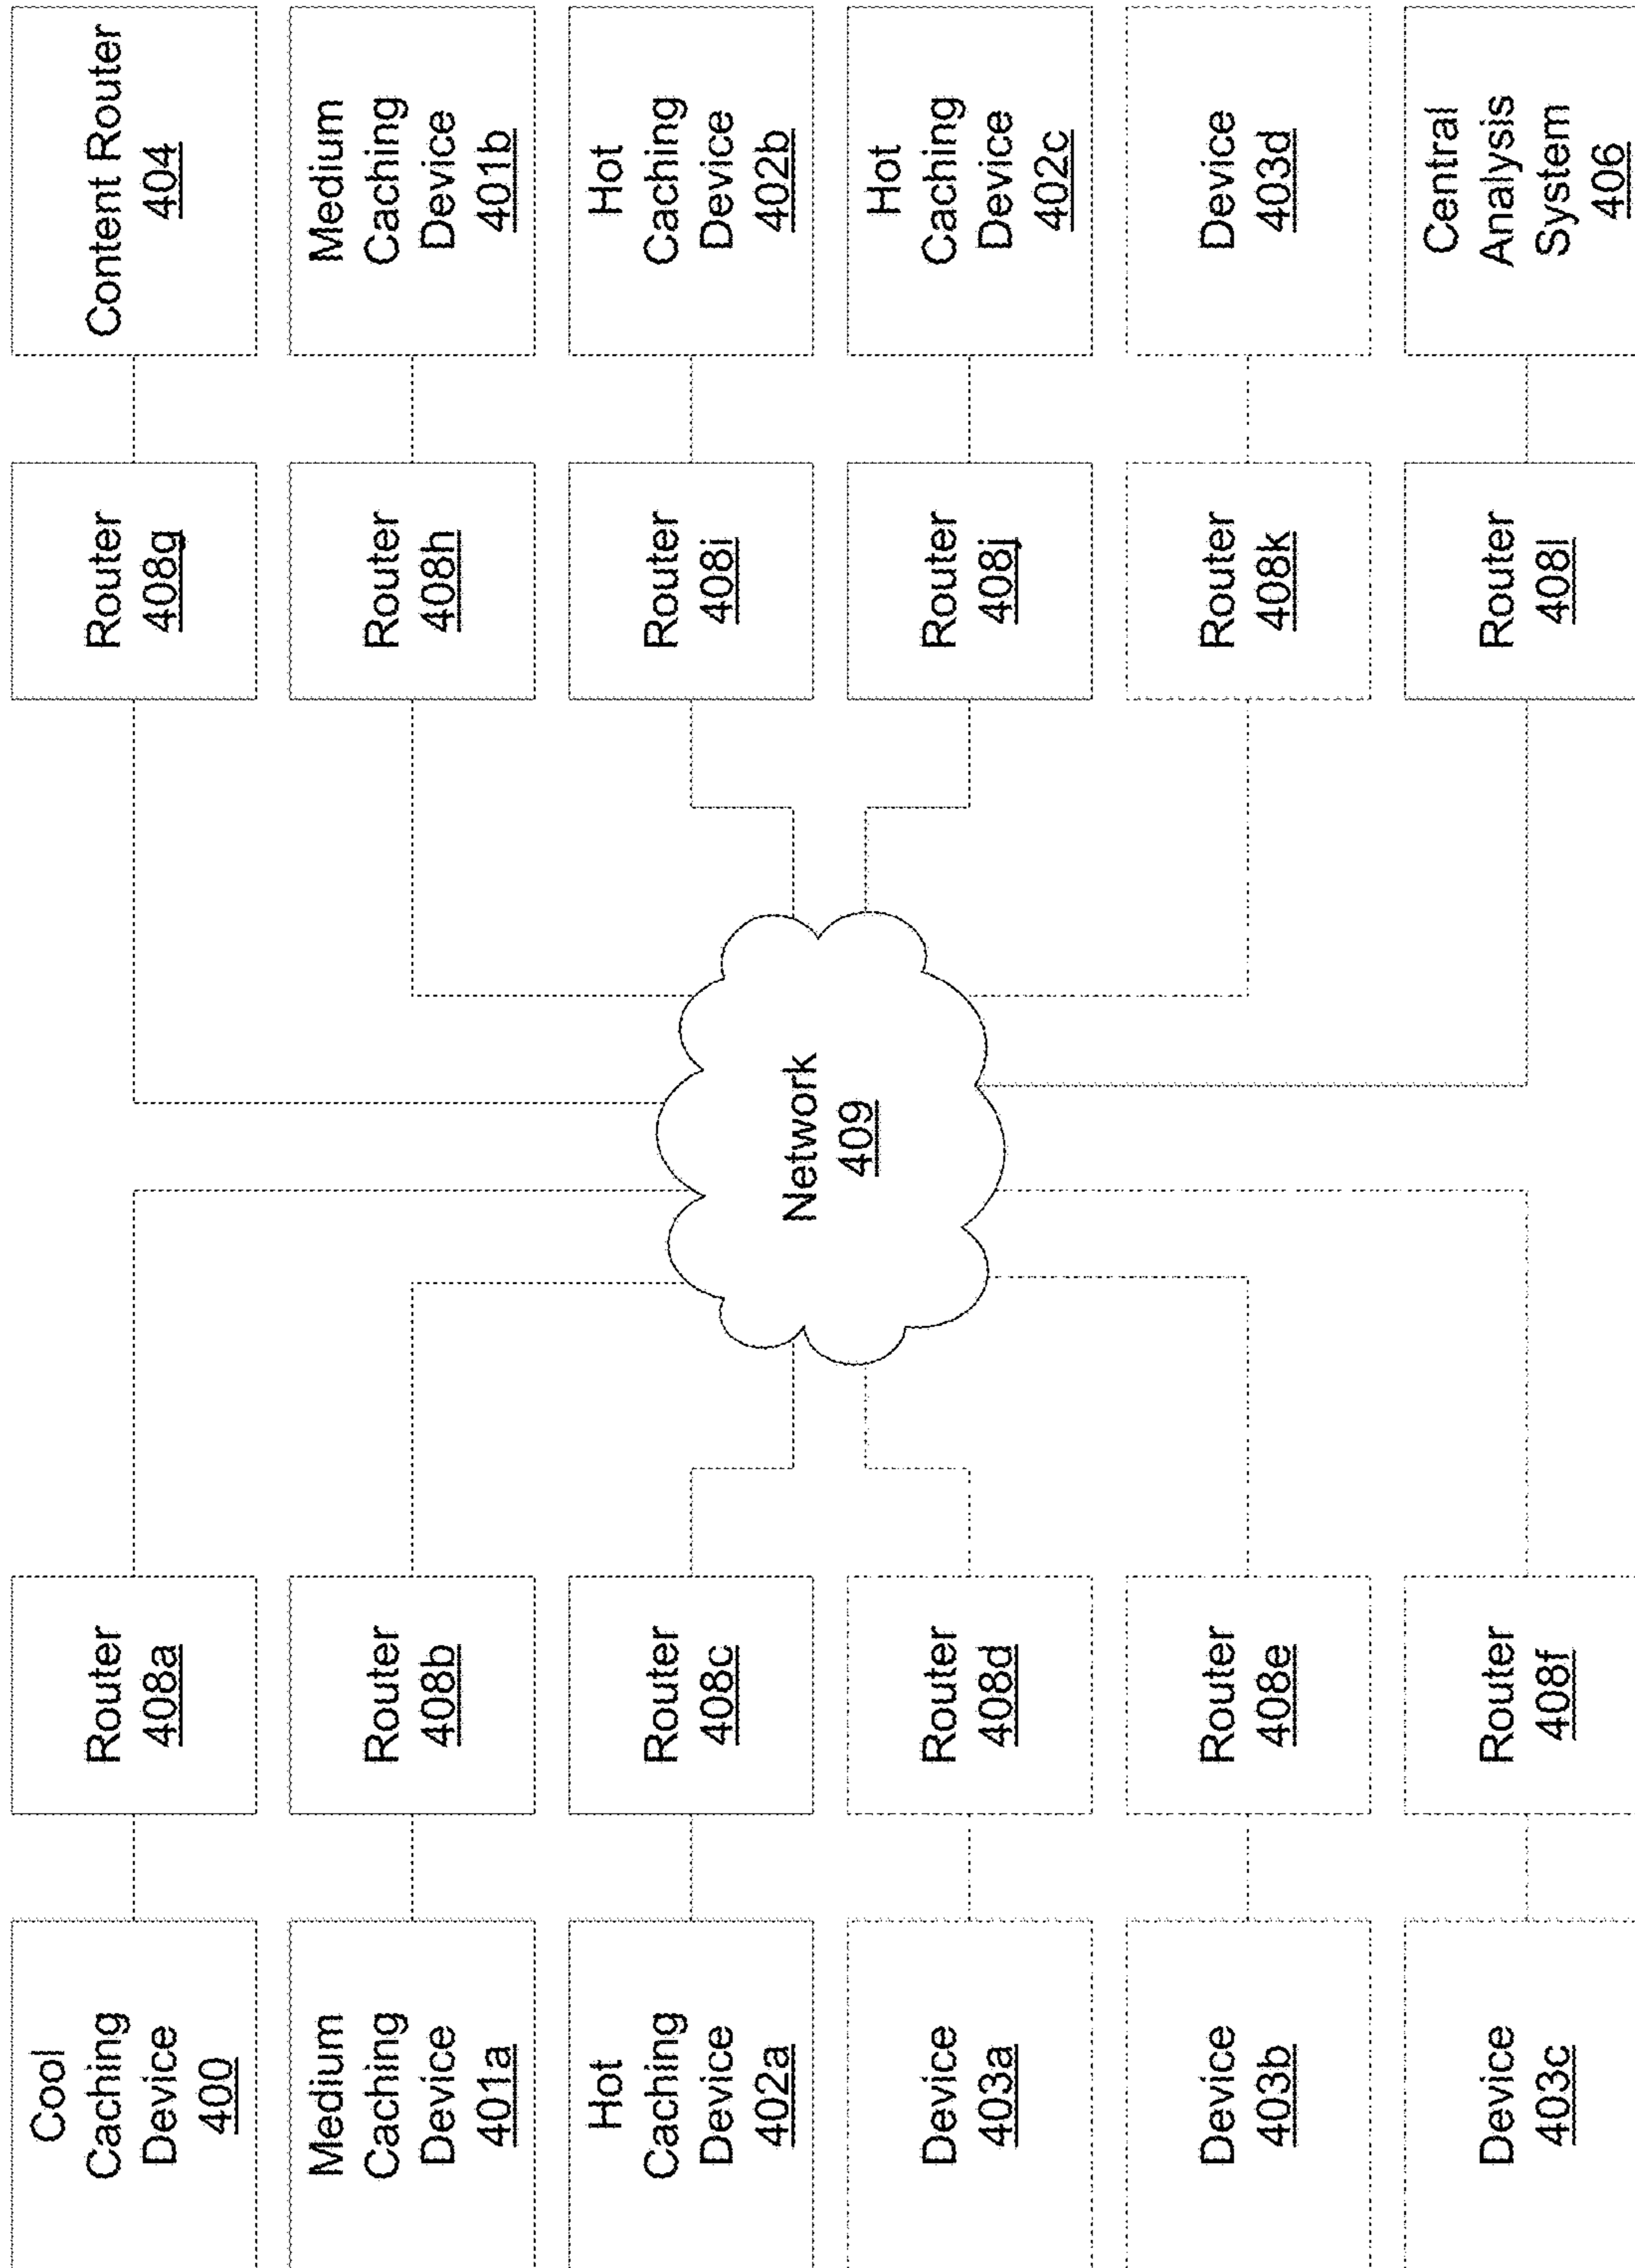 Cool
Caching
Device
400
Router
408a
Router
408g
Content Router
404
Medium
Caching
Device
401a
Router
408b
Router
408h
Medium
Caching
Device
401b
Hot
Caching
Device
402a
Router
408c
Network
409
Router
408i
Hot
Caching
Device
402b
Device
403a
Router
408d
Router
408j
Hot
Caching
Device
402c
Device
403b
Router
408e
Router
408k
Device
403d
Device
403c
Router
408f
Router
408l
Central
Analysis
System
406